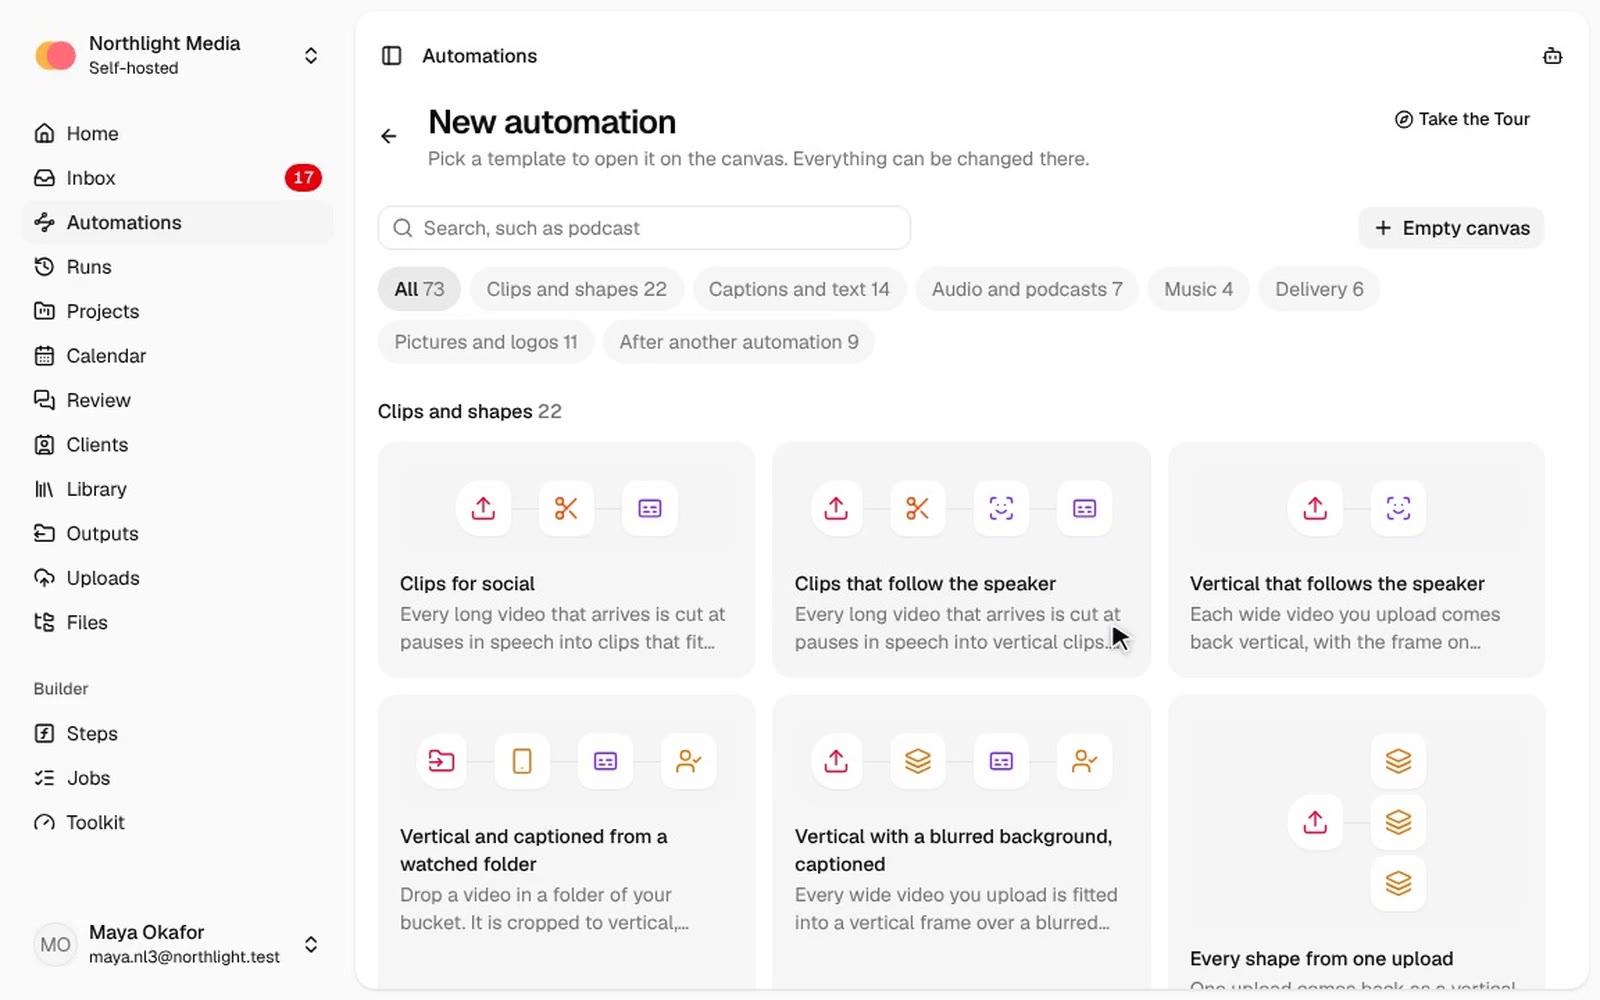 Northlight Media
Self-hosted
Home
Inbox
17
Automations
Runs
Projects
Calendar
Review
Clients
Library
Outputs
Uploads
Files
Builder
Steps
Jobs
Toolkit
MO
Maya Okafor
maya.nl3@northlight.test
Automations
New automation
Pick a template to open it on the canvas. Everything can be changed there.
Take the Tour
Search, such as podcast
Empty canvas
All 73
Clips and shapes 22
Captions and text 14
Audio and podcasts 7
Music 4
Delivery 6
Pictures and logos 11
After another automation 9
Clips and shapes 22
Clips for social
Every long video that arrives is cut at
pauses in speech into clips that fit...
Clips that follow the speaker
Every long video that arrives is cut at
pauses in speech into vertical clips...
Vertical that follows the speaker
Each wide video you upload comes
back vertical, with the frame on...
Vertical and captioned from a
watched folder
Drop a video in a folder of your
bucket. It is cropped to vertical,...
Vertical with a blurred background,
captioned
Every wide video you upload is fitted
into a vertical frame over a blurred...
Every shape from one upload
One upload comes back as a vertical